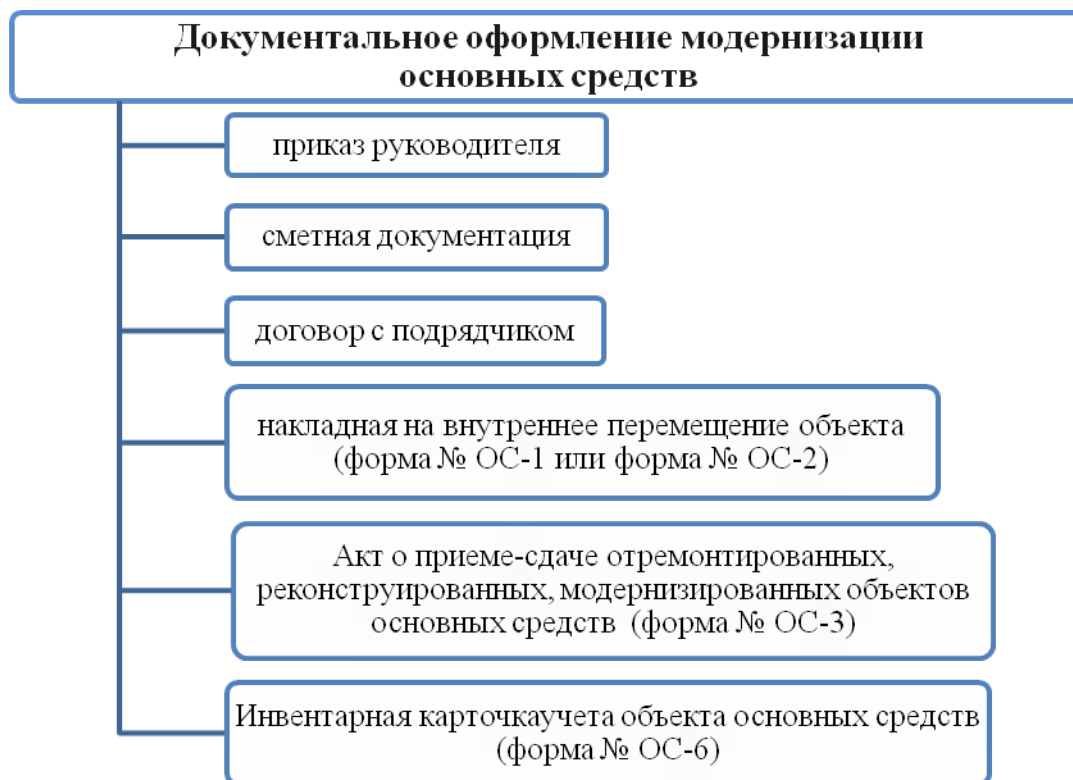 Документальное оформление модернизации
основных средств
приказ руководителя
сметная документация
договор с подрядчиком
накладная на внутреннее перемещение объекта
(форма № ОС-1 или форма № ОС-2)
Акт о приеме-сдаче отремонтированных,
реконструированных, модернизированных объектов
основных средств (форма № ОС-3)
Инвентарная карточкаучета объекта основных средств
(форма № ОС-6)